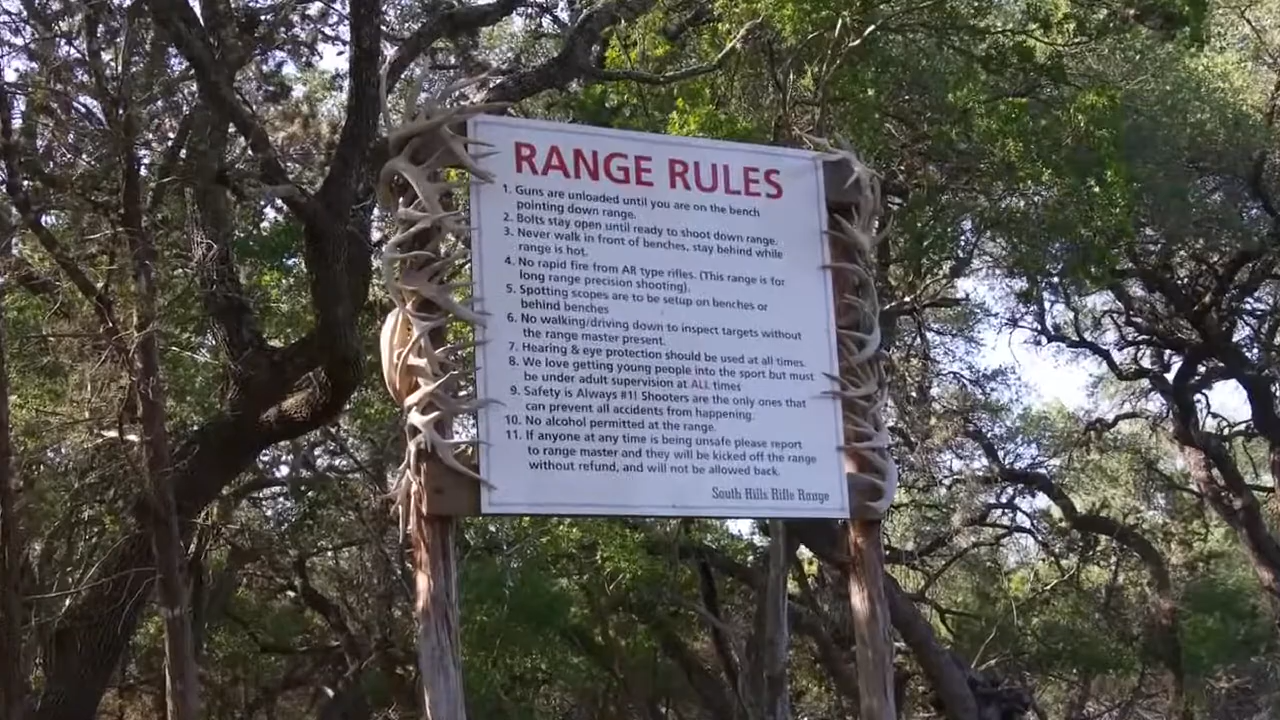 RANGE RULES
1. Guns are unloaded until you are on the bench
pointing down range.
2. Bolts stay open until ready to shoot down range.
3. Never walk in front of benches, stay behind while
range is hot.
4. No rapid fire from AR type rifles. (This range is for
long range precision shooting).
5. Spotting scopes are to be setup on benches or
behind benches
6. No walking/driving down to inspect targets without
the range master present.
7. Hearing & eye protection should be used at all times.
8. We love getting young people into the sport but must
be under adult supervision at ALL times
9. Safety is Always #1! Shooters are the only ones that
can prevent all accidents from happening.
10. No alcohol permitted at the range.
11. If anyone at any time is being unsafe please report
to range master and they will be kicked off the range
without refund, and will not be allowed back.
South Hills Rifle Range